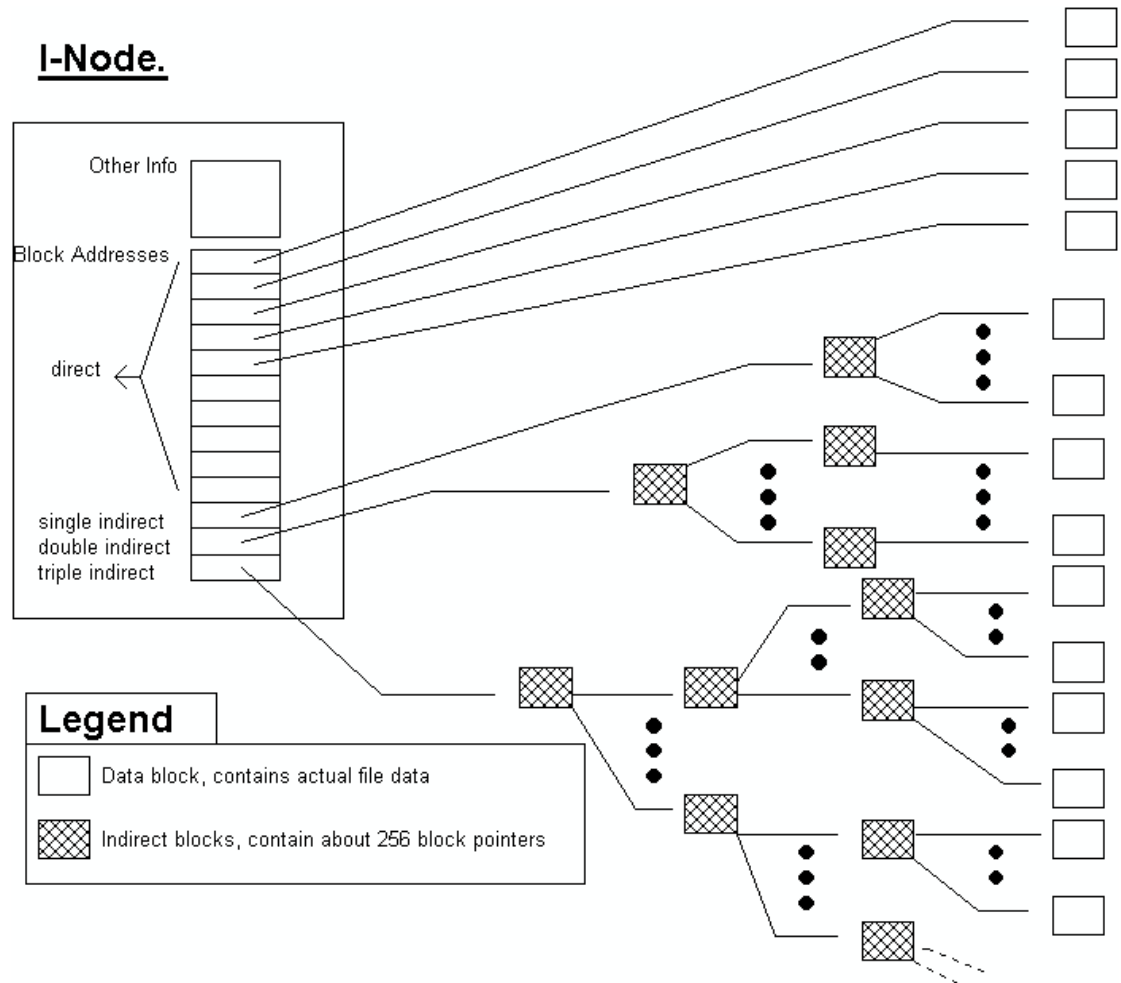 I-Node.
Other Info
Block Addresses
direct
single indirect
double indirect
triple indirect
Legend
Data block, contains actual file data
Indirect blocks, contain about 256 block pointers